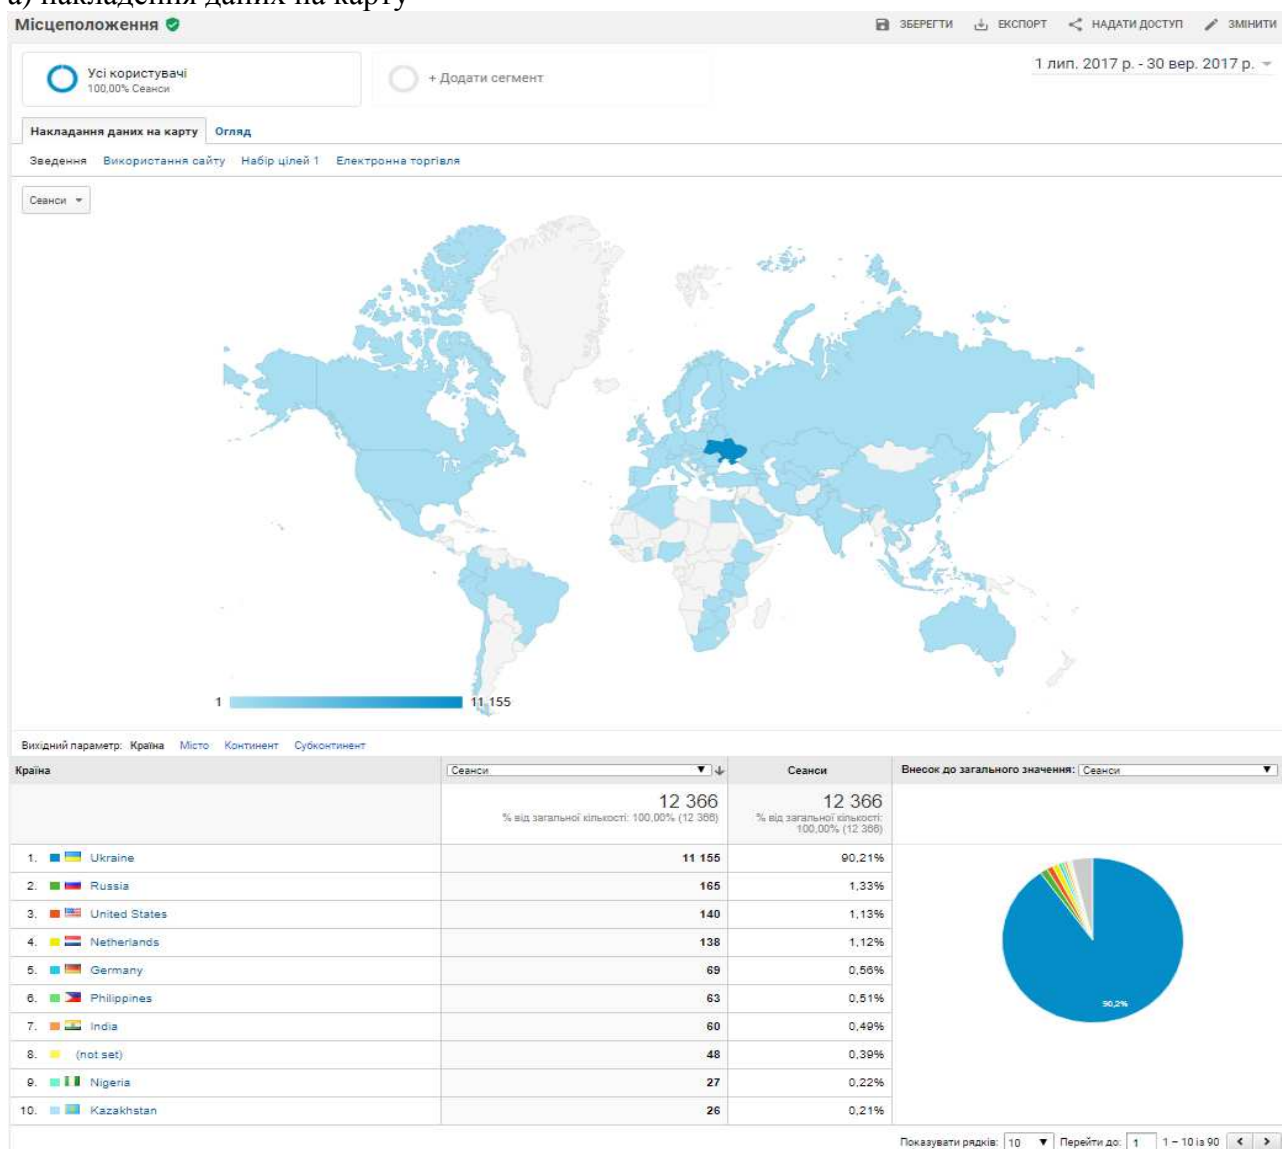 а) накладення даних на карту
Місцеположення
ЗБЕРЕГТИ ЕКСПОРТ НАДАТИ ДОСТУП ЗМІНИТИ
Усі користувачі
100,00% Сеанси
+ Додати сегмент
1 лип. 2017 р. - 30 вер. 2017 р.
Накладання даних на карту Огляд
Зведення Використання сайту Набір цілей 1 Електронна торгівля
Сеанси
1 11 155
Вихідний параметр: Країна Місто Континент Субконтинент
Країна Сеанси Сеанси Внесок до загального значення: Сеанси
12 366 12 366
% від загальної кількості: 100,00% (12 366) % від загальної кількості:
100,00% (12 366)
1. Ukraine 11 155 90,21%
2. Russia 165 1,33%
3. United States 140 1,13%
4. Netherlands 138 1,12%
5. Germany 69 0,56%
6. Philippines 63 0,51%
7. India 60 0,49%
8. (not set) 48 0,39%
9. Nigeria 27 0,22%
10. Kazakhstan 26 0,21%
90,2%
Показувати рядків: 10 Перейти до: 1 1 – 10 із 90